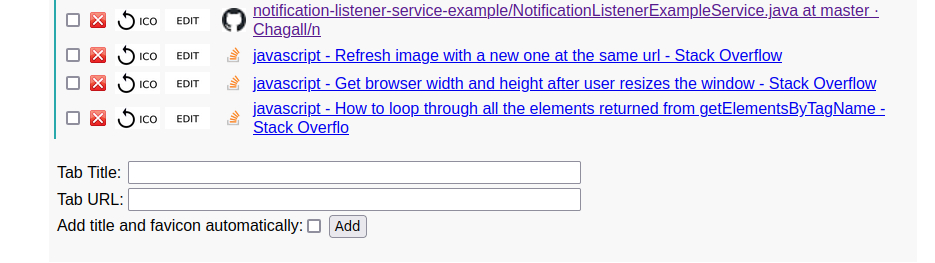 ICO EDIT notification-listener-service-example/NotificationListenerExampleService.java at master ·
Chagall/n
ICO EDIT javascript - Refresh image with a new one at the same url - Stack Overflow
ICO EDIT javascript - Get browser width and height after user resizes the window - Stack Overflow
ICO EDIT javascript - How to loop through all the elements returned from getElementsByTagName -
Stack Overflo
Tab Title:
Tab URL:
Add title and favicon automatically: Add